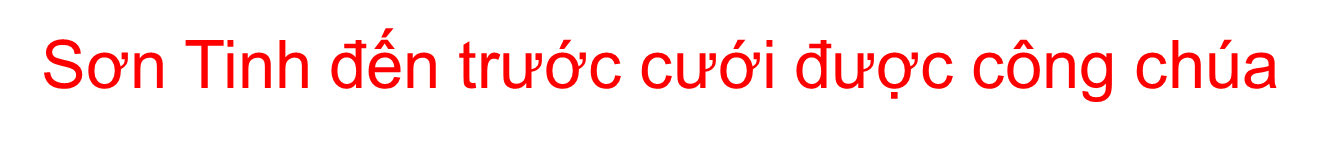 Sơn Tinh đến trước cưới được công chúa